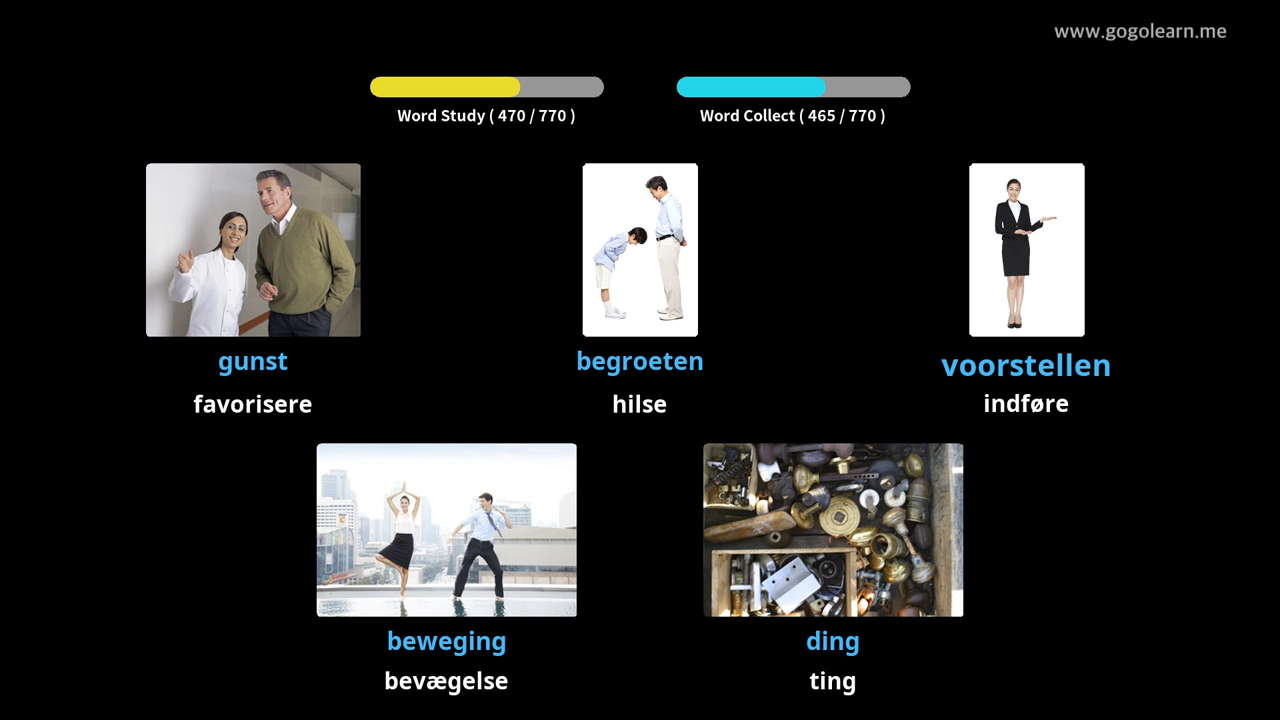 www.gogolearn.me
Word Study ( 470 / 770 )
Word Collect ( 465 / 770 )
gunst
begroeten
voorstellen
favorisere
hilse
indføre
beweging
ding
bevægelse
ting